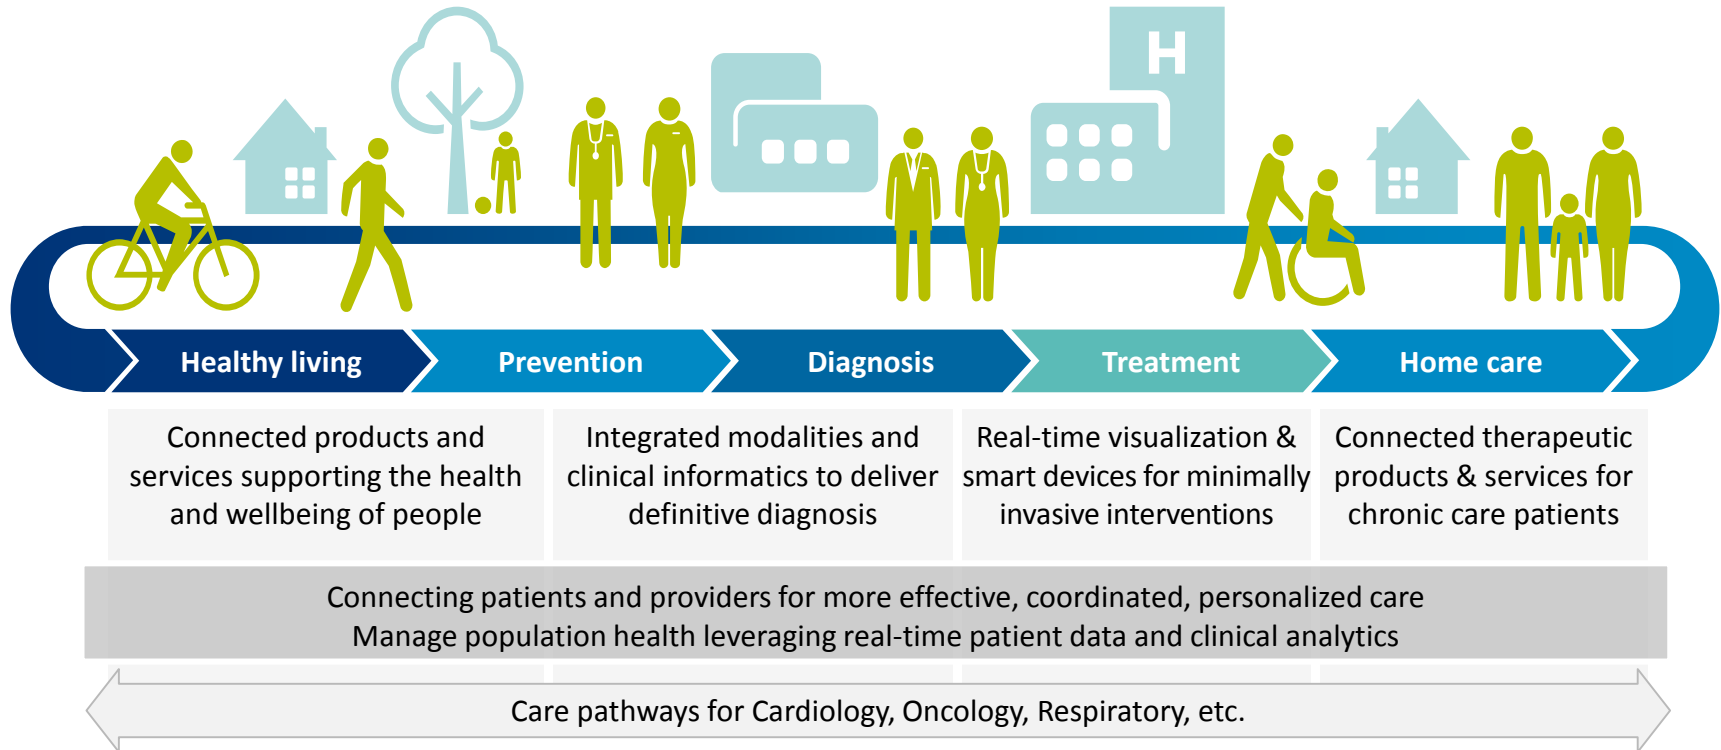 H
Healthy living
Prevention
Diagnosis
Treatment
Home care
Connected products and
services supporting the health
and wellbeing of people
Integrated modalities and
clinical informatics to deliver
definitive diagnosis
Real-time visualization &
smart devices for minimally
invasive interventions
Connected therapeutic
products & services for
chronic care patients
Connecting patients and providers for more effective, coordinated, personalized care
Manage population health leveraging real-time patient data and clinical analytics
Care pathways for Cardiology, Oncology, Respiratory, etc.